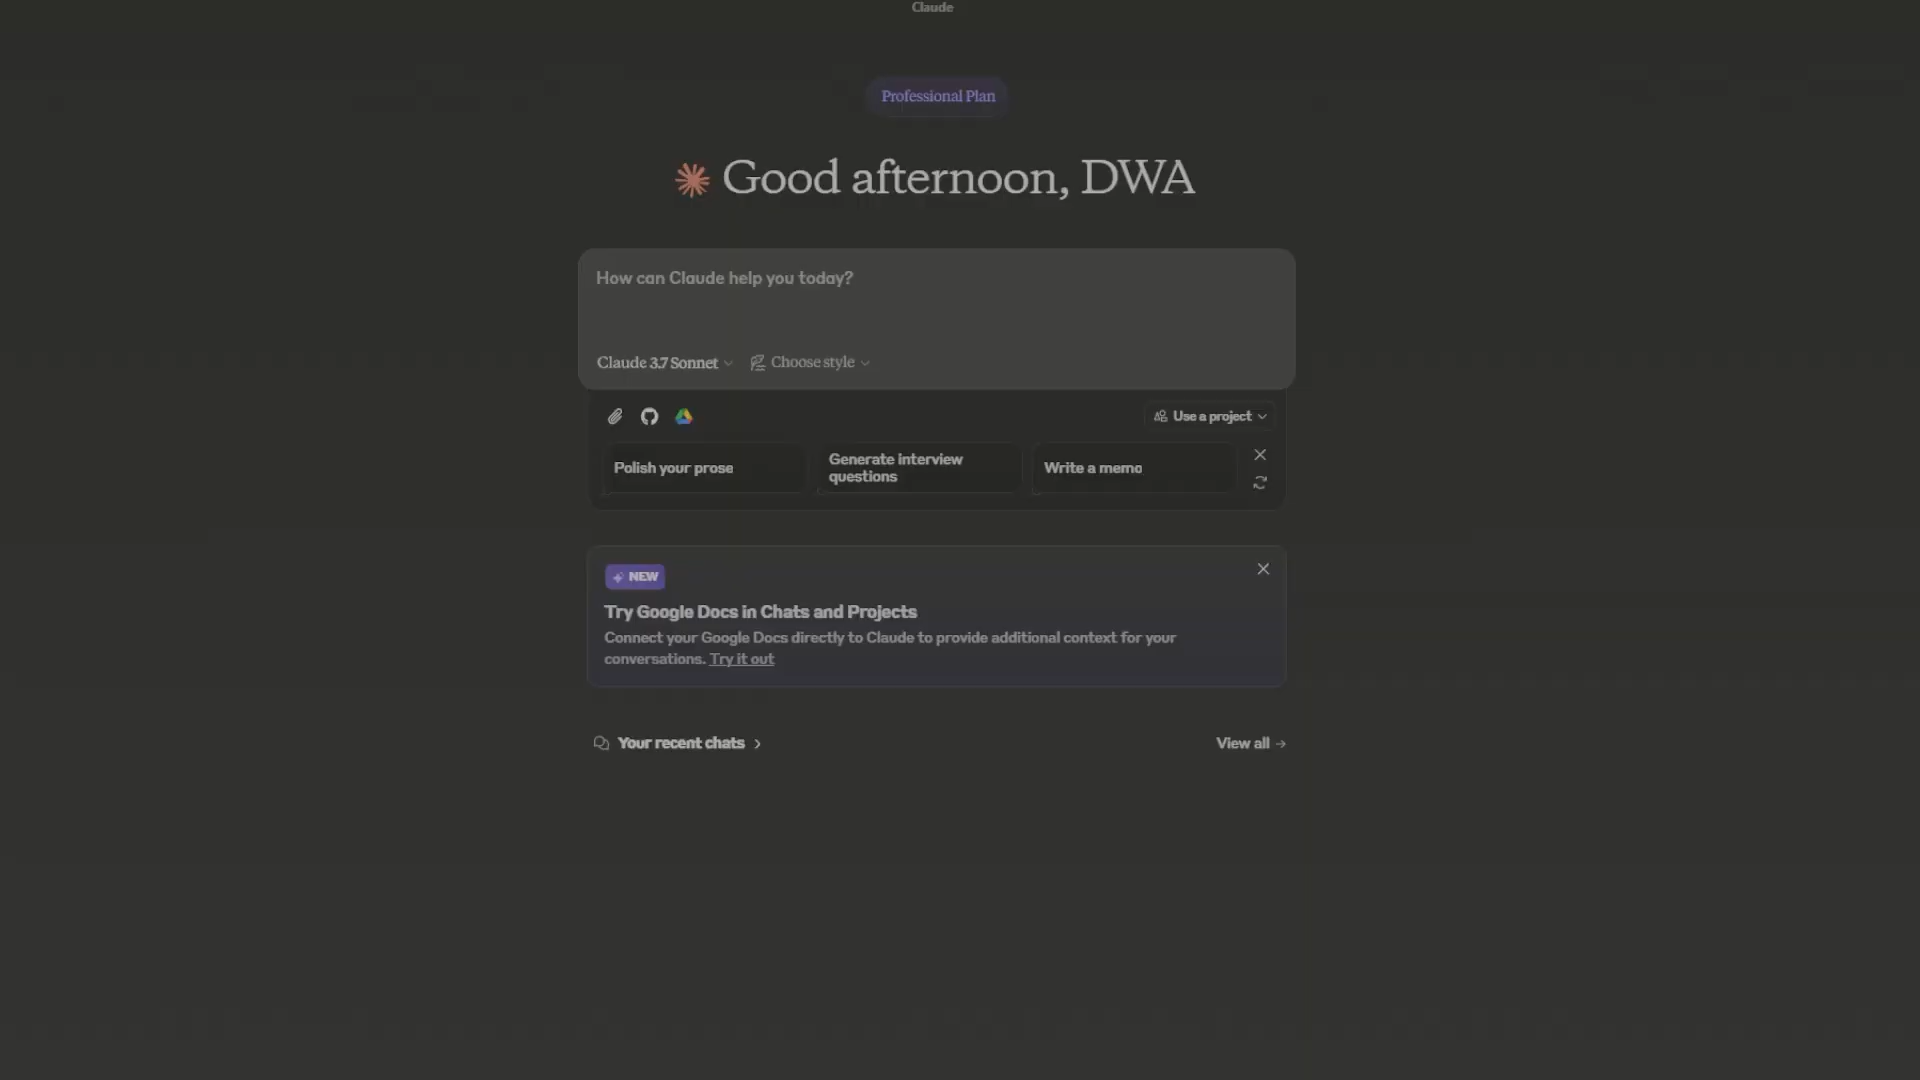 Claude
Professional Plan
Good afternoon, DWA
How can Claude help you today?
Claude 3.7 Sonnet
Choose style
Use a project
Polish your prose
Generate interview
questions
Write a memo
NEW
Try Google Docs in Chats and Projects
Connect your Google Docs directly to Claude to provide additional context for your
conversations. Try it out
Your recent chats
View all